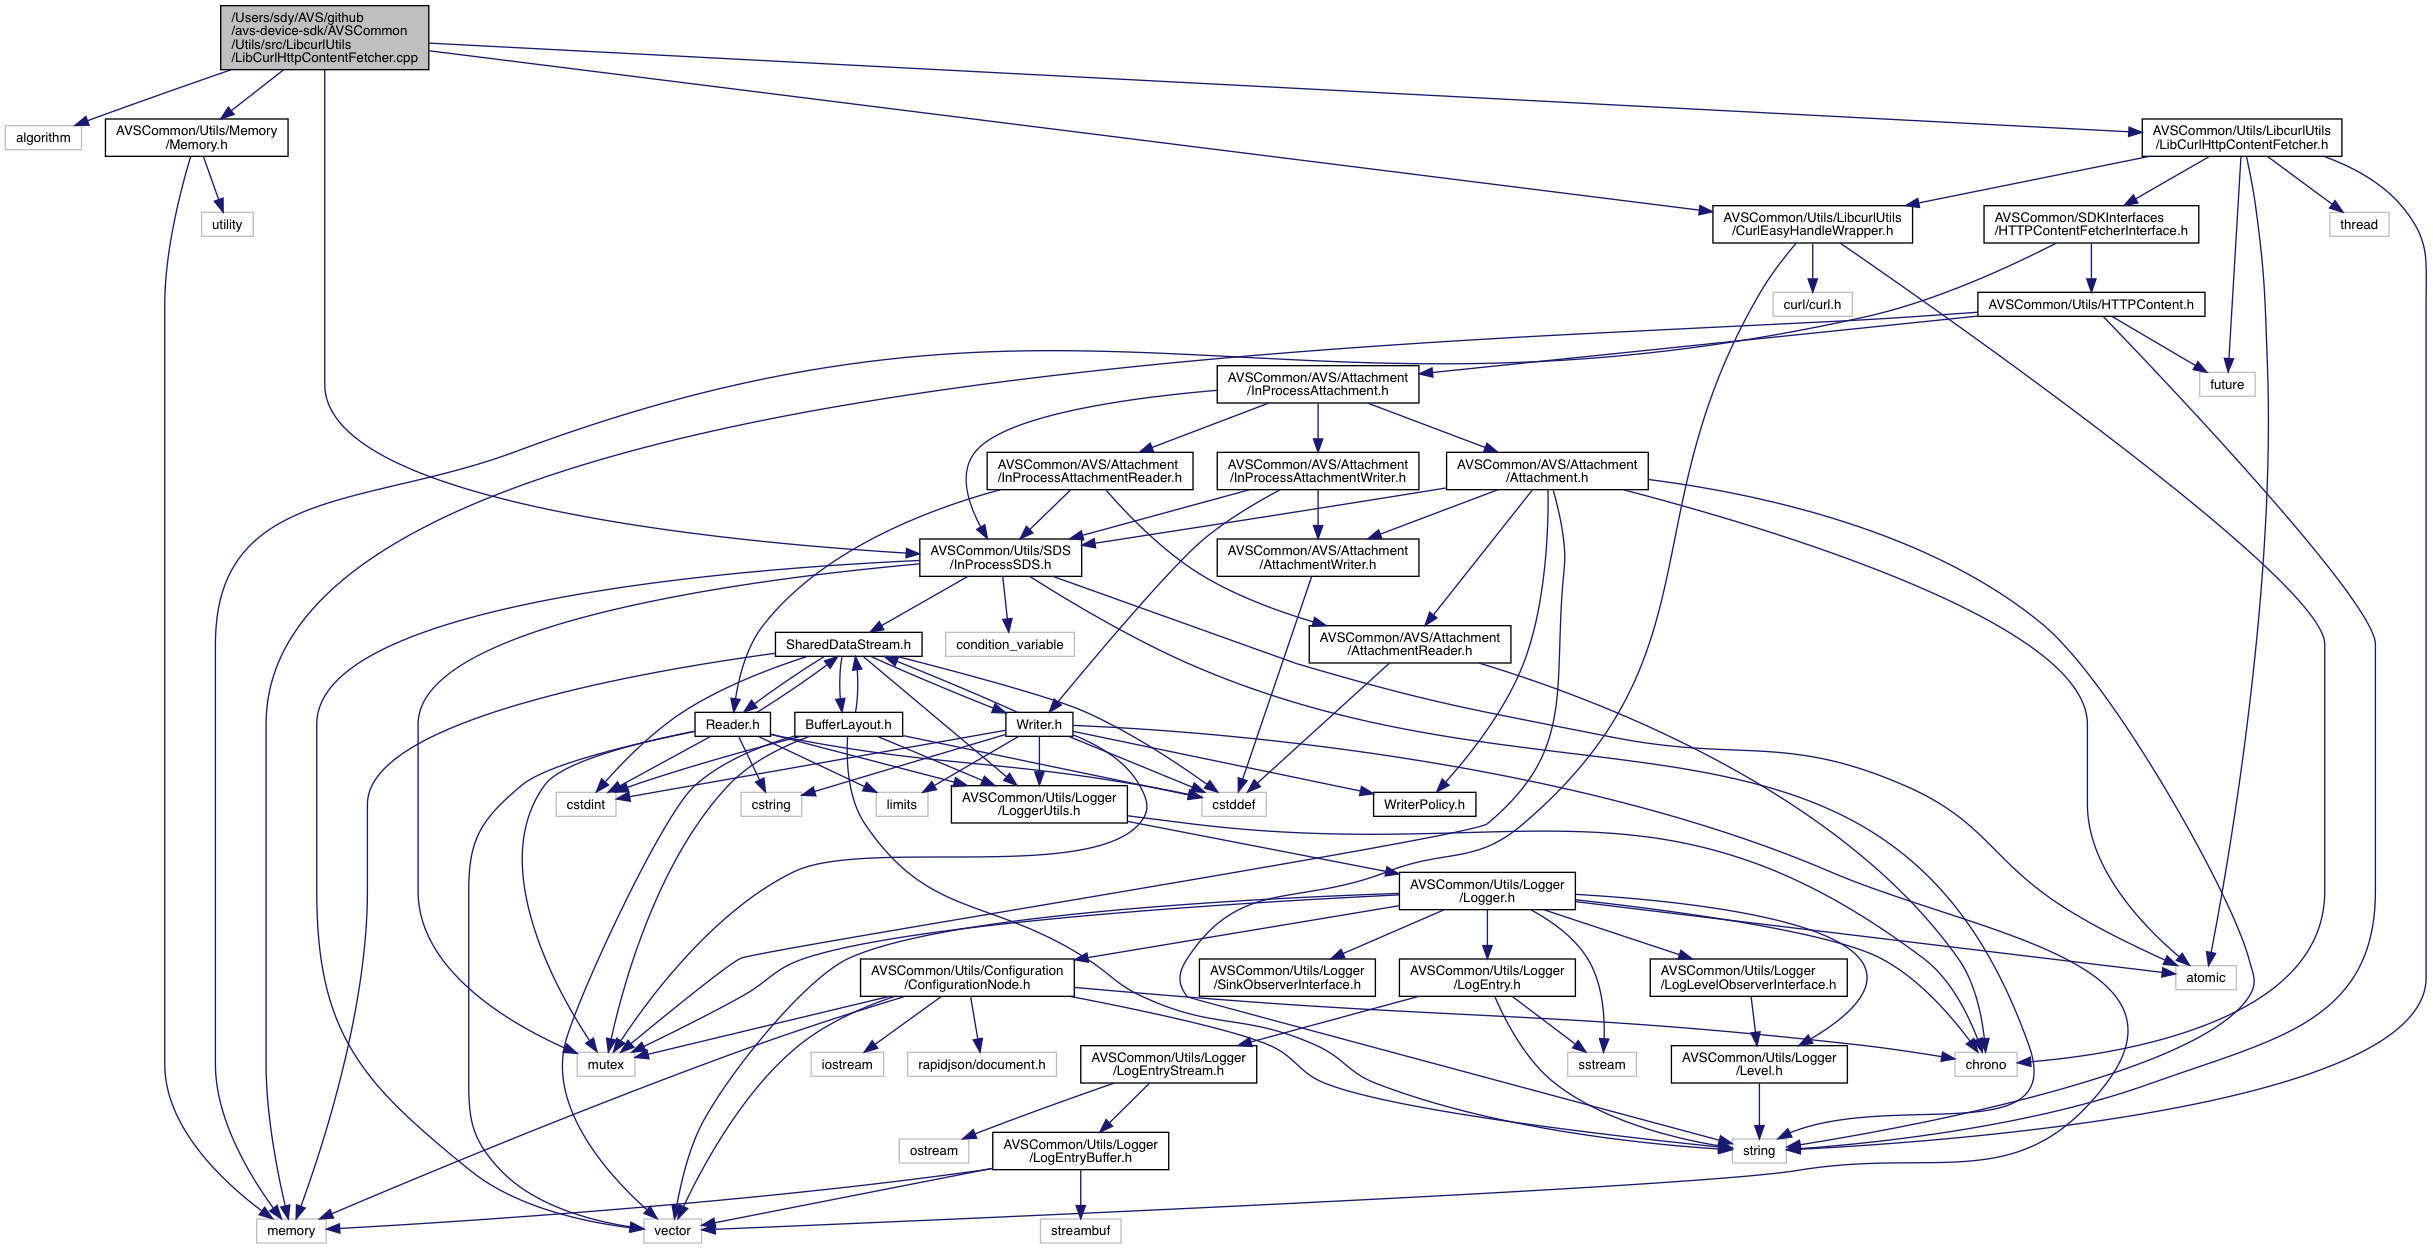 /Users/sdy/AVS/github
/avs-device-sdk/AVSCommon
/Utils/src/LibcurlUtils
/LibCurlHttpContentFetcher.cpp
algorithm
AVSCommon/Utils/Memory
/Memory.h
AVSCommon/Utils/LibcurlUtils
/LibCurlHttpContentFetcher.h
utility
AVSCommon/Utils/LibcurlUtils
/CurlEasyHandleWrapper.h
AVSCommon/SDKInterfaces
/HTTPContentFetcherInterface.h
thread
curl/curl.h
AVSCommon/Utils/HTTPContent.h
AVSCommon/AVS/Attachment
/InProcessAttachment.h
future
AVSCommon/AVS/Attachment
/InProcessAttachmentReader.h
AVSCommon/AVS/Attachment
/InProcessAttachmentWriter.h
AVSCommon/AVS/Attachment
/Attachment.h
AVSCommon/Utils/SDS
/InProcessSDS.h
AVSCommon/AVS/Attachment
/AttachmentWriter.h
SharedDataStream.h
condition_variable
AVSCommon/AVS/Attachment
/AttachmentReader.h
Reader.h
BufferLayout.h
Writer.h
cstdint
cstring
limits
AVSCommon/Utils/Logger
/LoggerUtils.h
cstddef
WriterPolicy.h
AVSCommon/Utils/Logger
/Logger.h
AVSCommon/Utils/Configuration
/ConfigurationNode.h
AVSCommon/Utils/Logger
/SinkObserverInterface.h
AVSCommon/Utils/Logger
/LogEntry.h
AVSCommon/Utils/Logger
/LogLevelObserverInterface.h
atomic
mutex
iostream
rapidjson/document.h
AVSCommon/Utils/Logger
/LogEntryStream.h
sstream
AVSCommon/Utils/Logger
/Level.h
chrono
ostream
AVSCommon/Utils/Logger
/LogEntryBuffer.h
string
memory
vector
streambuf